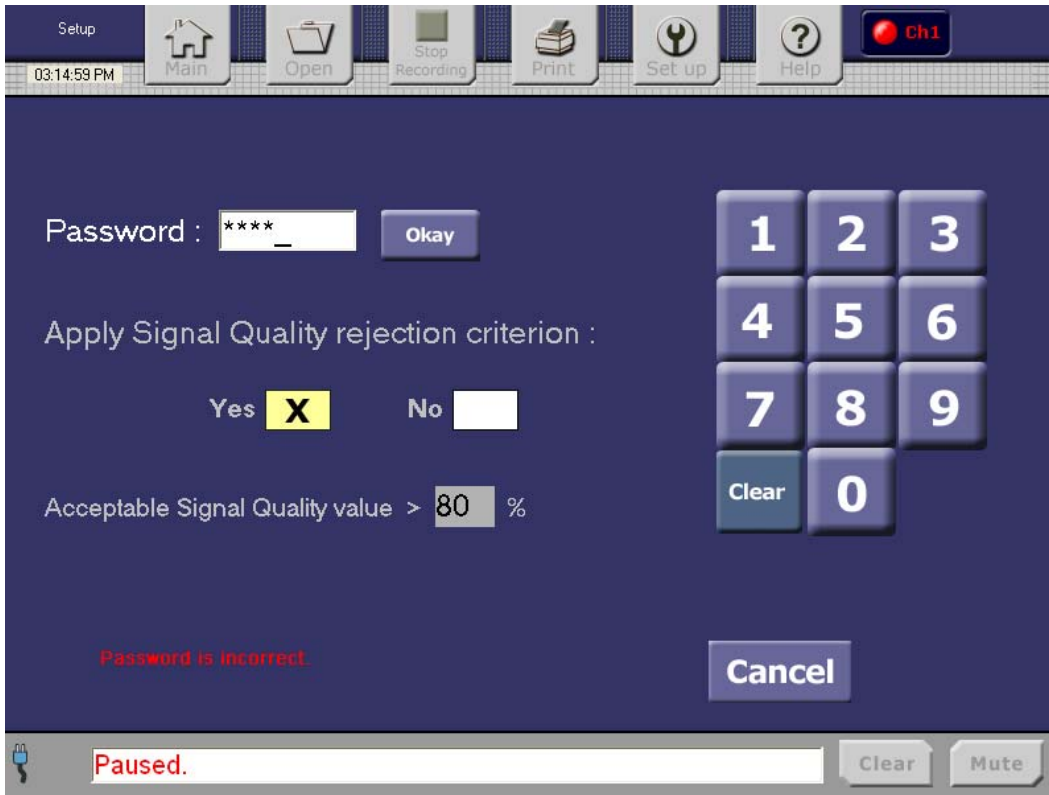 Setup
03:14:59 PM
Main
Open
Stop
Recording
Print
Set up
?
Help
Ch1
Password : ****_
Okay
1 2 3
4 5 6
7 8 9
Clear 0
Apply Signal Quality rejection criterion :
Yes X No
Acceptable Signal Quality value > 80 %
Password is incorrect.
Cancel
Paused.
Clear
Mute